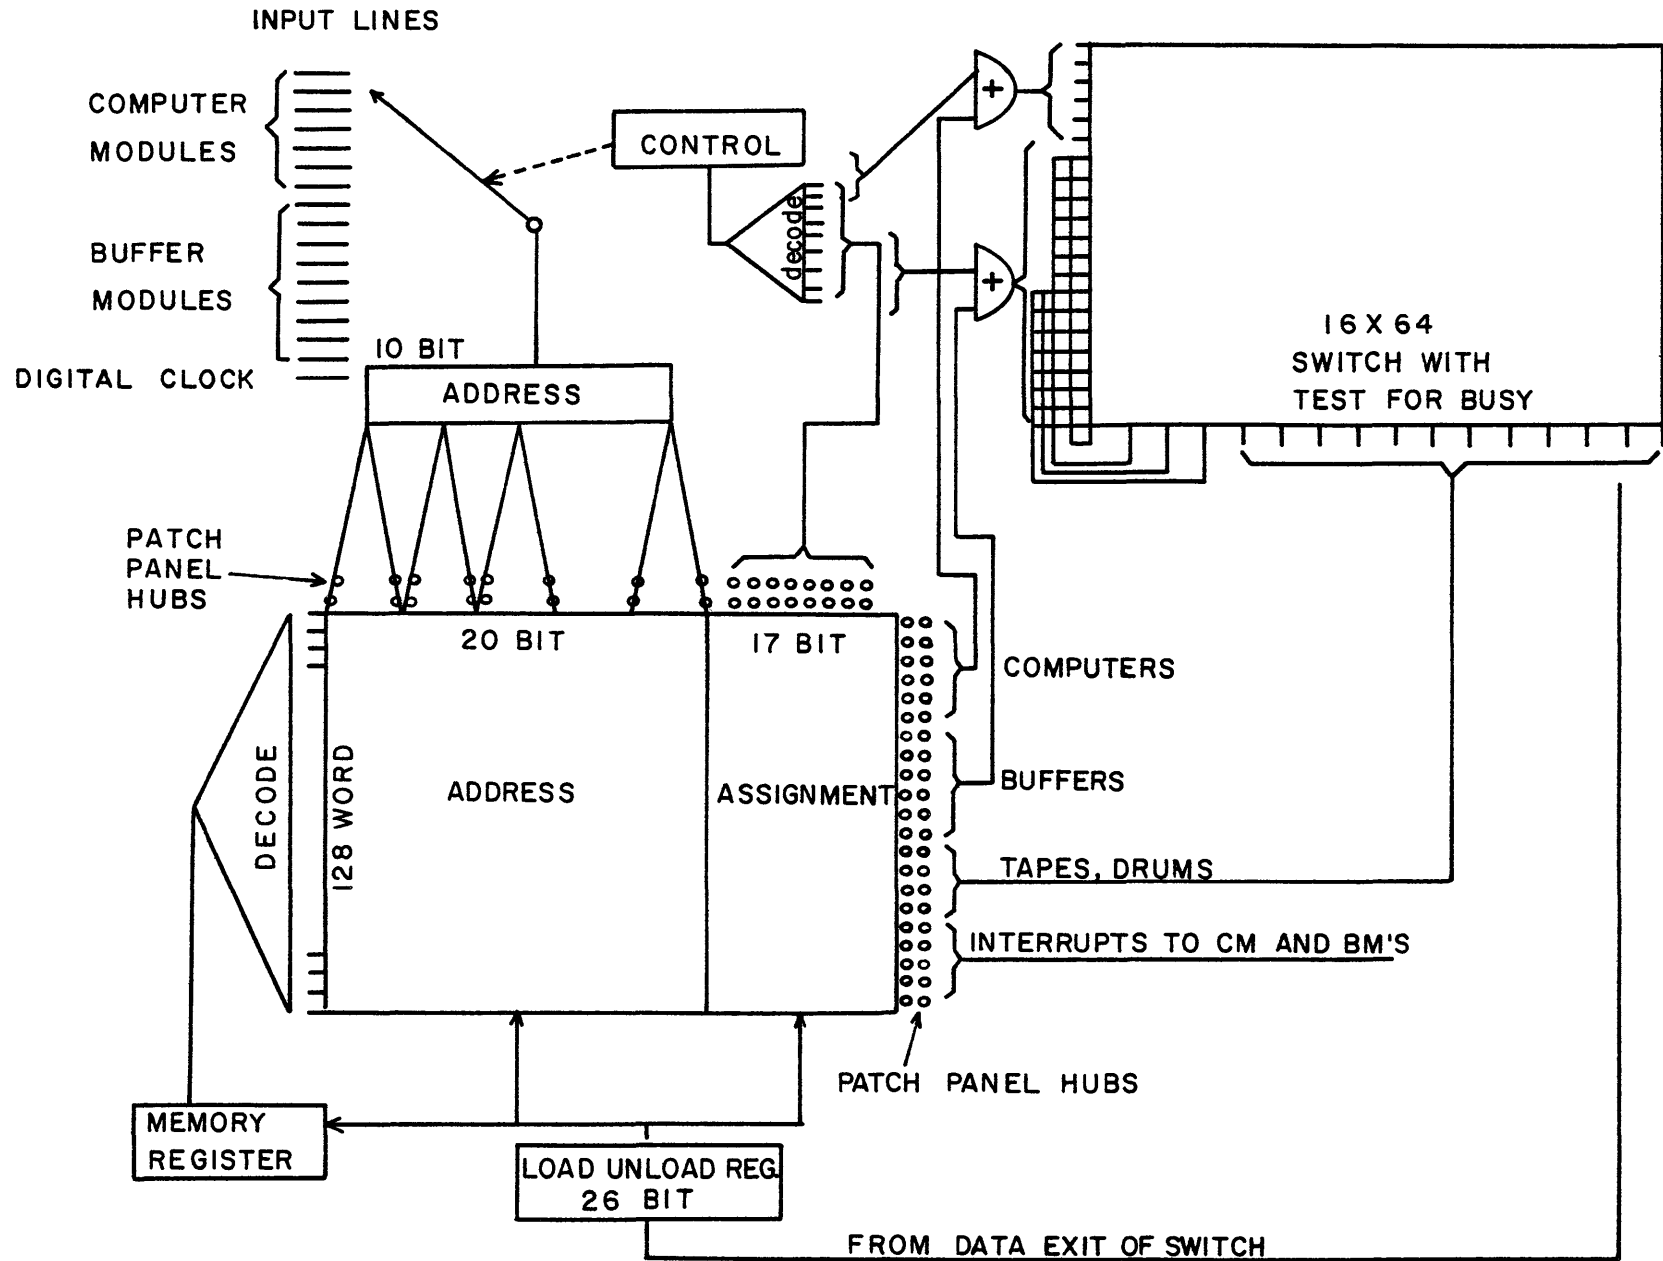 INPUT LINES
COMPUTER
MODULES
BUFFER
MODULES
DIGITAL CLOCK
CONTROL
decode
+
+
16 X 64
SWITCH WITH
TEST FOR BUSY
10 BIT
ADDRESS
PATCH
PANEL
HUBS
20 BIT
17 BIT
DECODE
128 WORD
ADDRESS
ASSIGNMENT
COMPUTERS
BUFFERS
TAPES, DRUMS
INTERRUPTS TO CM AND BM'S
PATCH PANEL HUBS
MEMORY
REGISTER
LOAD UNLOAD REG.
26 BIT
FROM DATA EXIT OF SWITCH